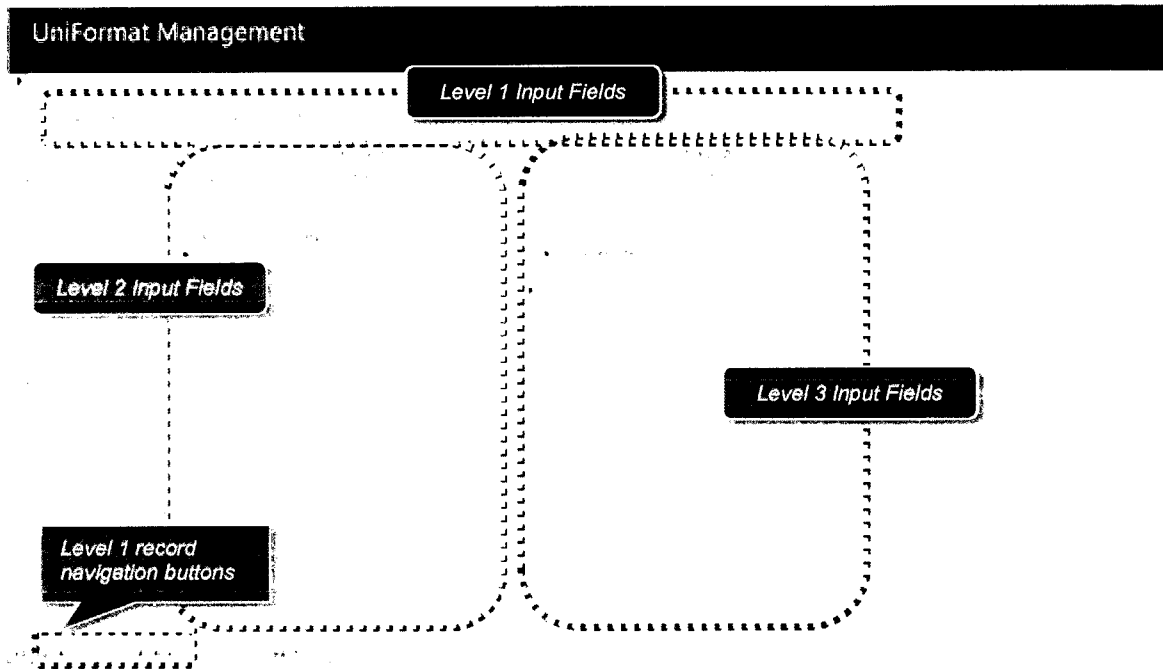 UniFormat Management
Level 1 Input Fields
Level 2 Input Fields
Level 3 Input Fields
Level 1 record
navigation buttons